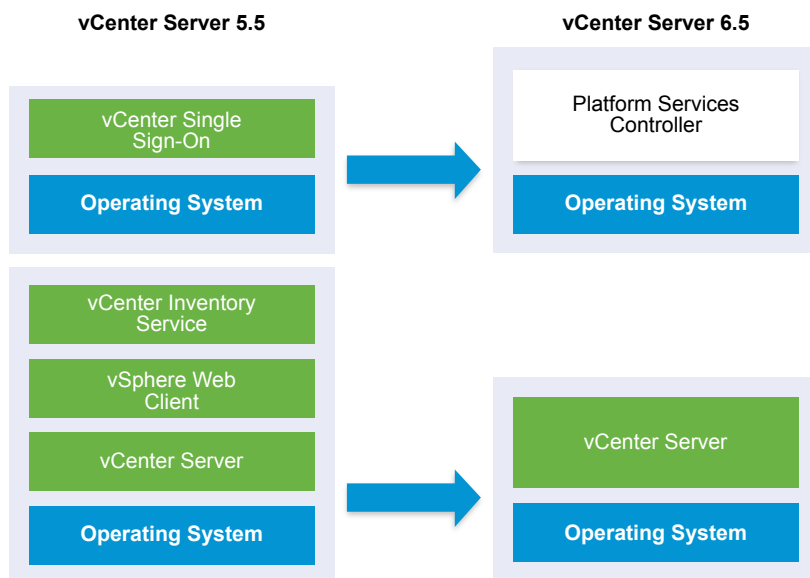 vCenter Server 5.5
vCenter Server 6.5
vCenter Single
Sign-On
Operating System
Platform Services
Controller
Operating System
vCenter Inventory
Service
vSphere Web
Client
vCenter Server
Operating System
vCenter Server
Operating System